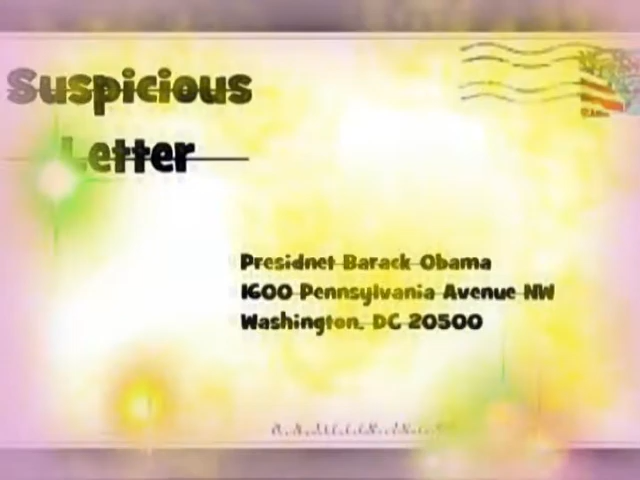 Suspicious
Letter
Presidnet Barack Obama
1600 Pennsylvania Avenue NW
Washington, DC 20500